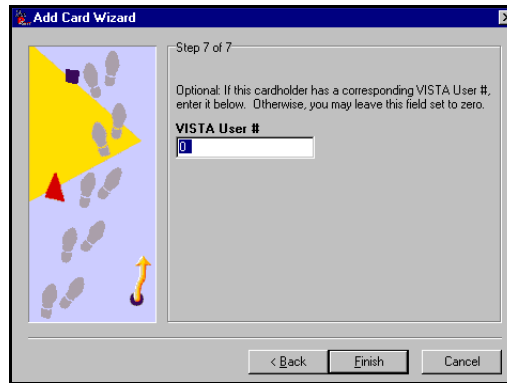 Add Card Wizard
Step 7 of 7
Optional: If this cardholder has a corresponding VISTA User #,
enter it below.  Otherwise, you may leave this field set to zero.
VISTA User #
0
< Back
Finish
Cancel